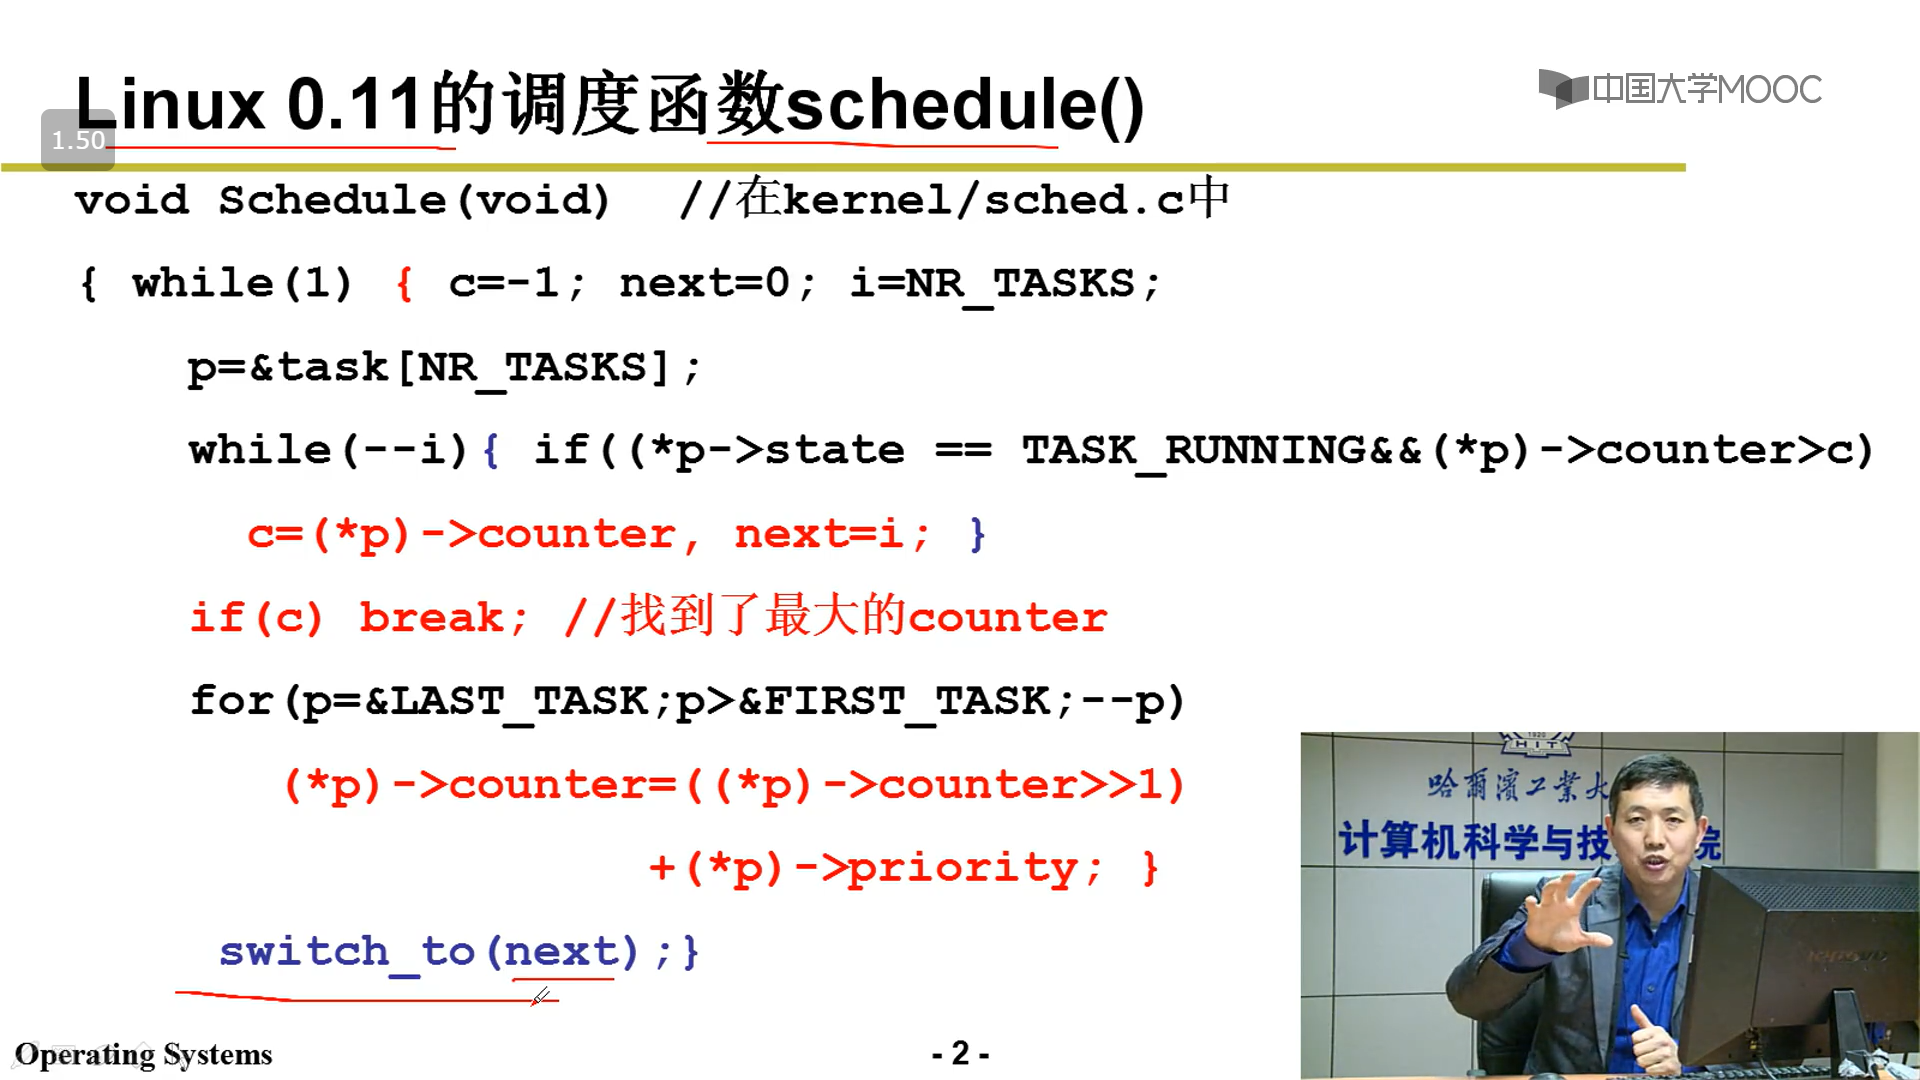 Linux 0.11的调度函数schedule()
中国大学MOOC
1.50
void Schedule(void) //在kernel/sched.c中
{ while(1) { c=-1; next=0; i=NR_TASKS;
p=&task[NR_TASKS];
while(--i){ if((*p->state == TASK_RUNNING&&(*p)->counter>c)
c=(*p)->counter, next=i; }
if(c) break; //找到了最大的counter
for(p=&LAST_TASK;p>&FIRST_TASK;--p)
(*p)->counter=((*p)->counter>>1)
+(*p)->priority; }
switch_to(next);}
1920
HIT
哈爾濱工業大
计算机科学与技 院
Operating Systems
- 2 -